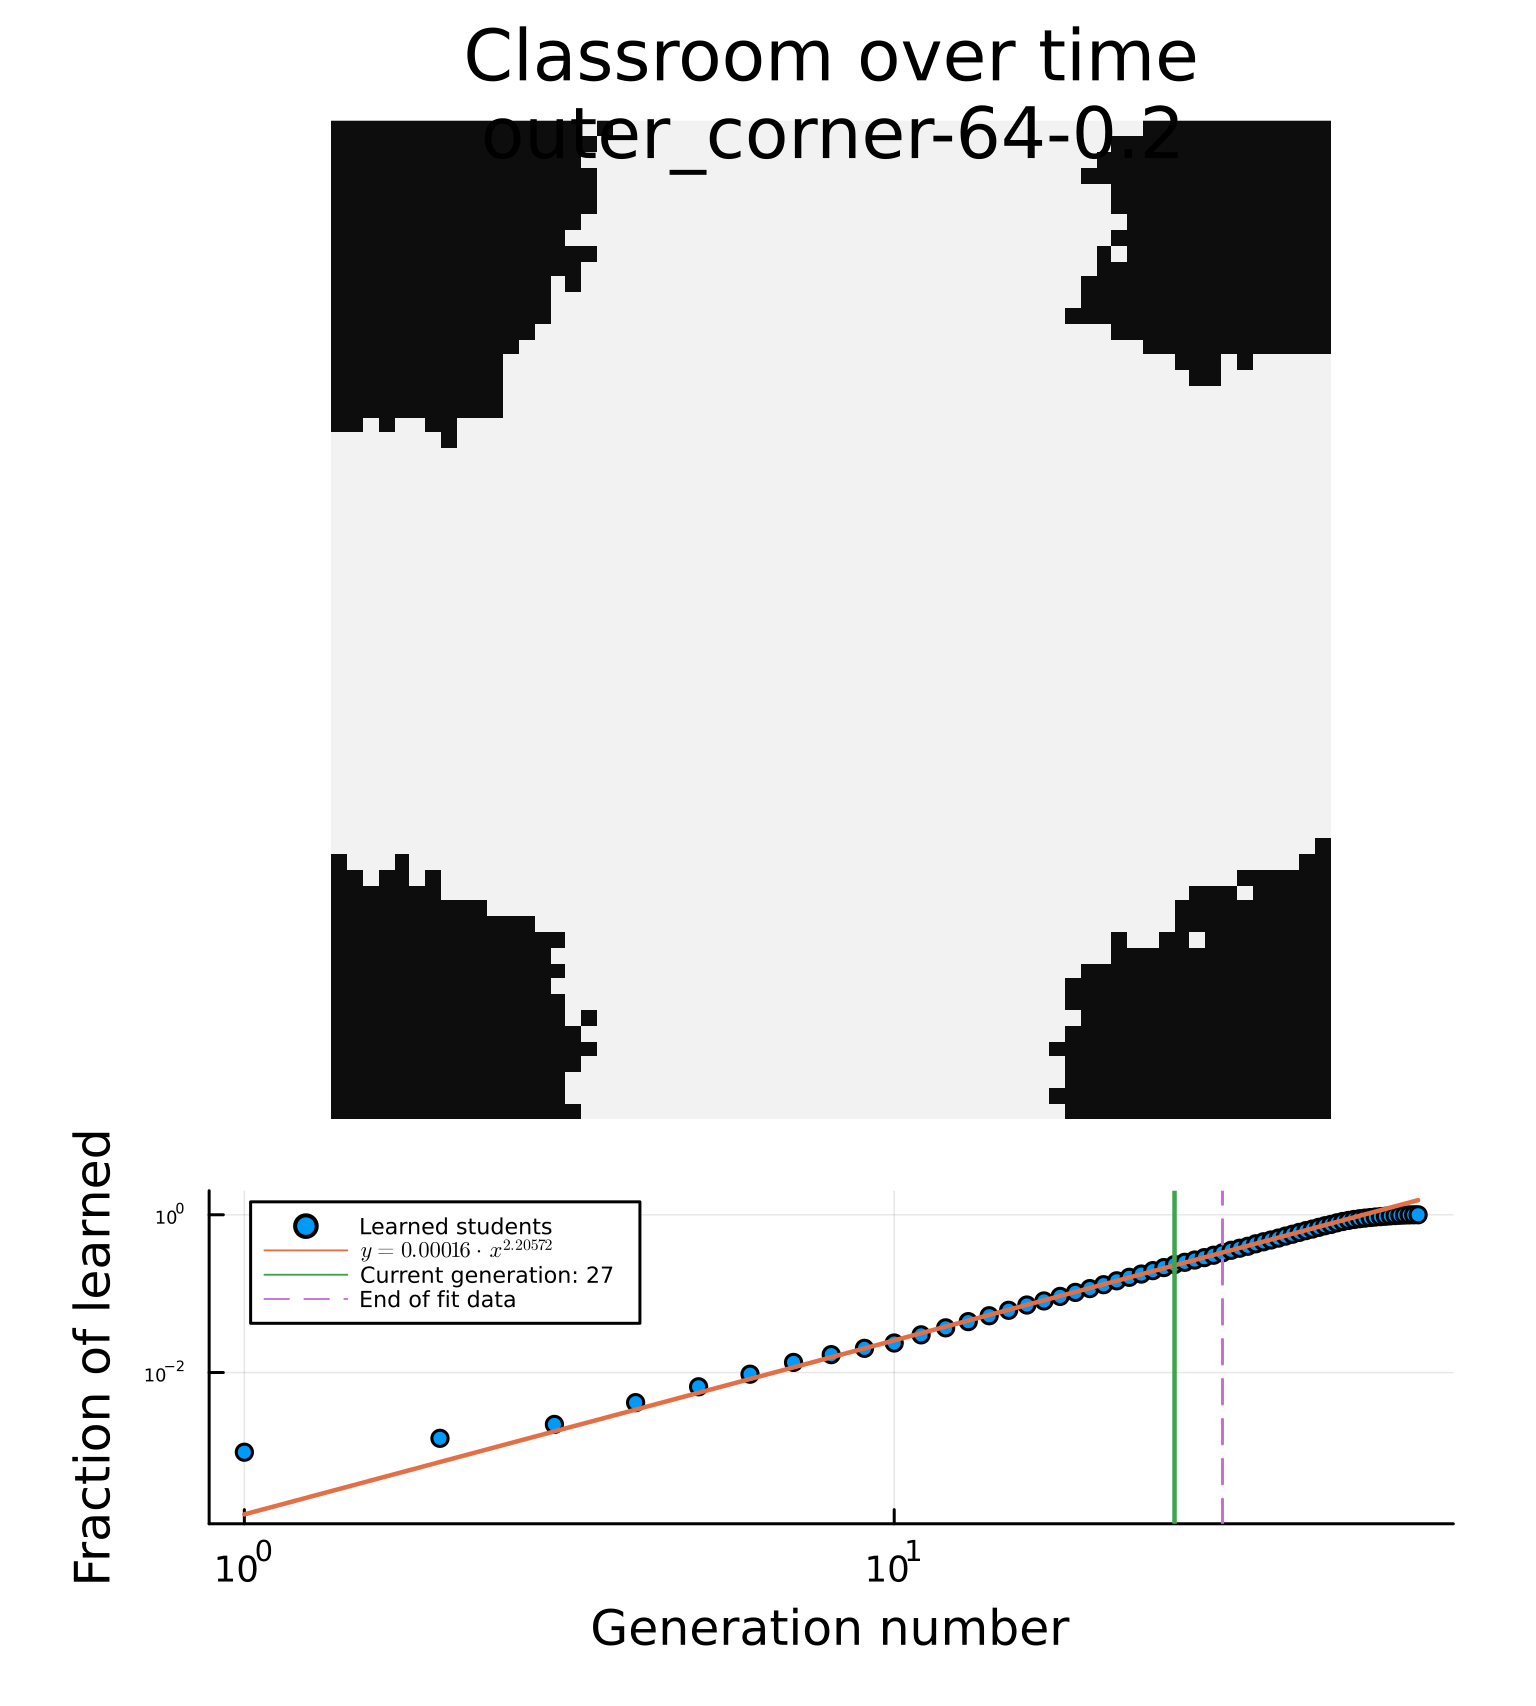 Classroom over time
outer_corner-64-0.2
Fraction of learned
10^0
10^−2
Learned students
y = 0.00016 · x^2.20572
Current generation: 27
End of fit data
10^0
10^1
Generation number